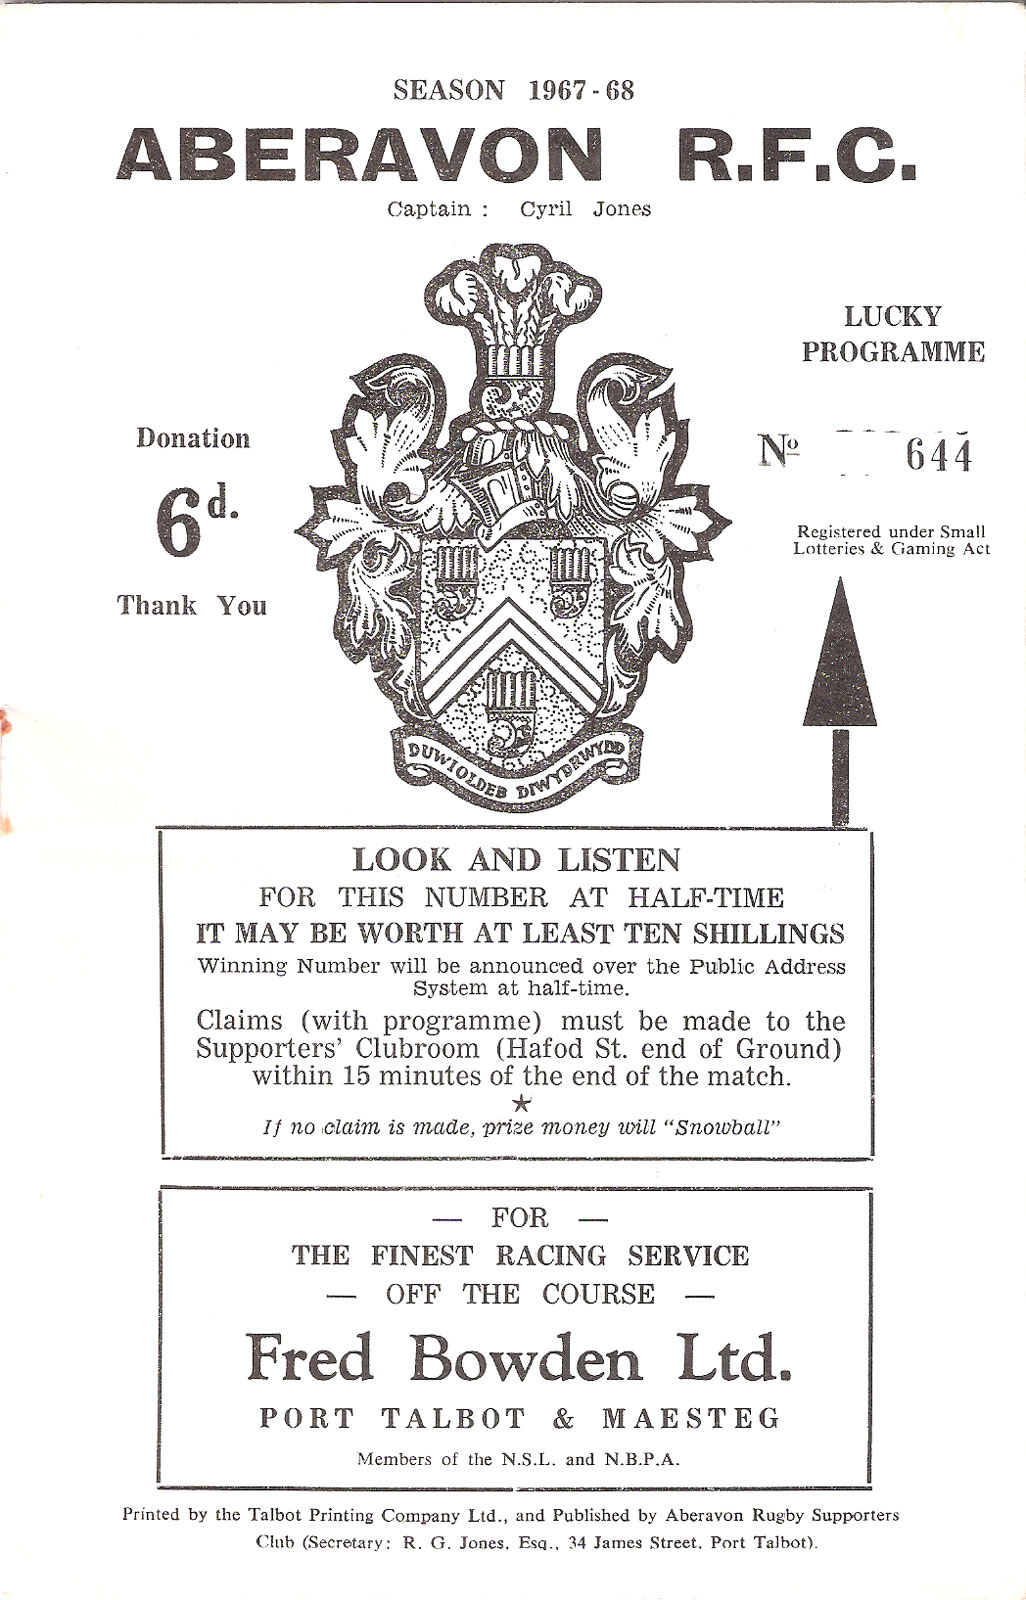 SEASON 1967-68
ABERAVON R.F.C.
Captain : Cyril Jones
LUCKY
PROGRAMME
Donation
6d.
Thank You
Nº 644
Registered under Small
Lotteries & Gaming Act
DUWIOLDEB DIWYDRWYDD
LOOK AND LISTEN
FOR THIS NUMBER AT HALF-TIME
IT MAY BE WORTH AT LEAST TEN SHILLINGS
Winning Number will be announced over the Public Address
System at half-time.
Claims (with programme) must be made to the
Supporters' Clubroom (Hafod St. end of Ground)
within 15 minutes of the end of the match.
★
If no claim is made, prize money will "Snowball"
— FOR —
THE FINEST RACING SERVICE
— OFF THE COURSE —
Fred Bowden Ltd.
PORT TALBOT & MAESTEG
Members of the N.S.L. and N.B.P.A.
Printed by the Talbot Printing Company Ltd., and Published by Aberavon Rugby Supporters
Club (Secretary: R. G. Jones, Esq., 34 James Street, Port Talbot).